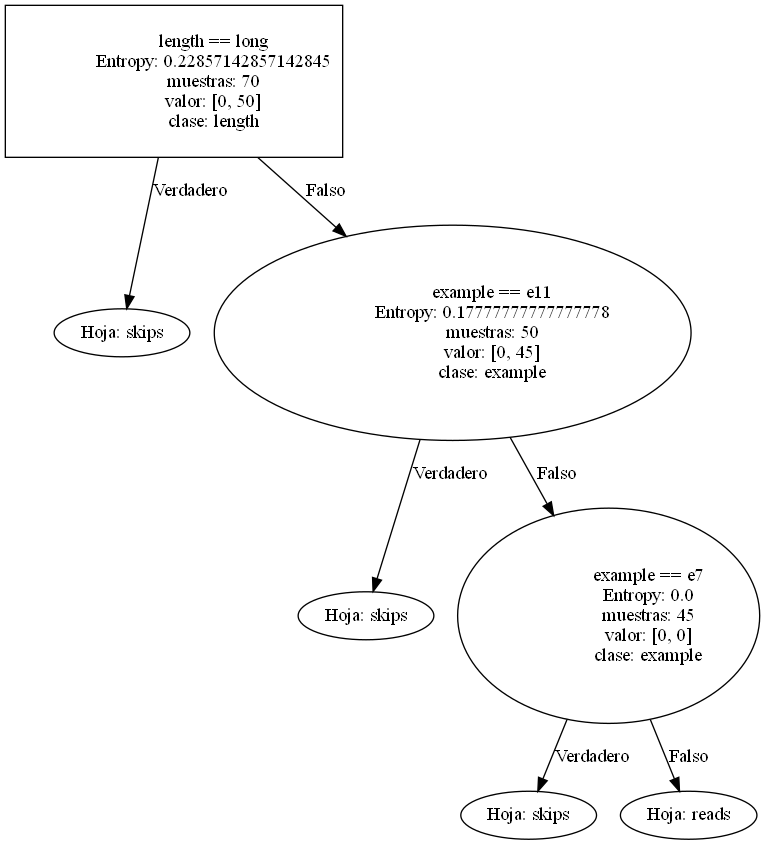 length == long
Entropy: 0.22857142857142845
muestras: 70
valor: [0, 50]
clase: length
Verdadero
Falso
Hoja: skips
example == e11
Entropy: 0.17777777777777778
muestras: 50
valor: [0, 45]
clase: example
Verdadero
Falso
Hoja: skips
example == e7
Entropy: 0.0
muestras: 45
valor: [0, 0]
clase: example
Verdadero
Falso
Hoja: skips
Hoja: reads